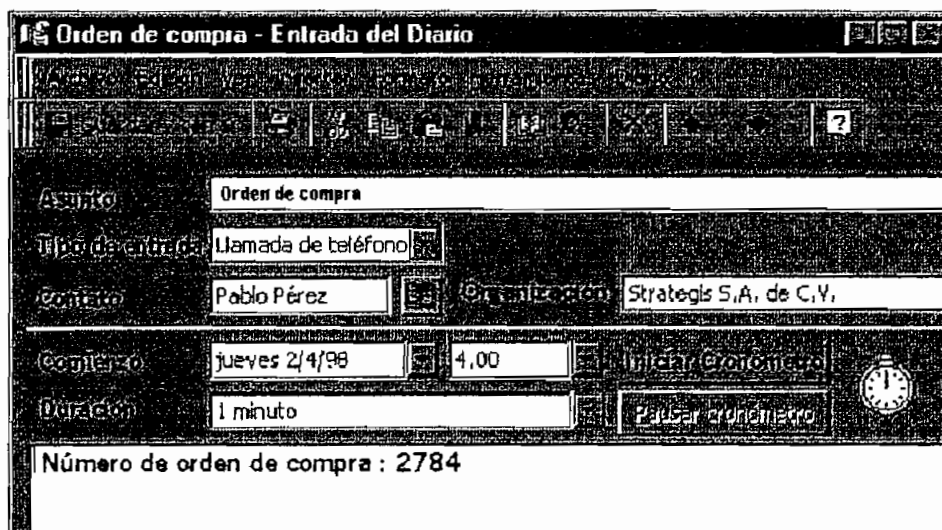 Orden de compra - Entrada del Diario
?
Asunto Orden de compra
Tipo de entrada Llamada de teléfono
Contato Pablo Pérez Organización Strategis S.A. de C.V.
Comienzo jueves 2/4/98 4.00 Iniciar Cronómetro
Duración 1 minuto Pausar cronómetro
Número de orden de compra : 2784